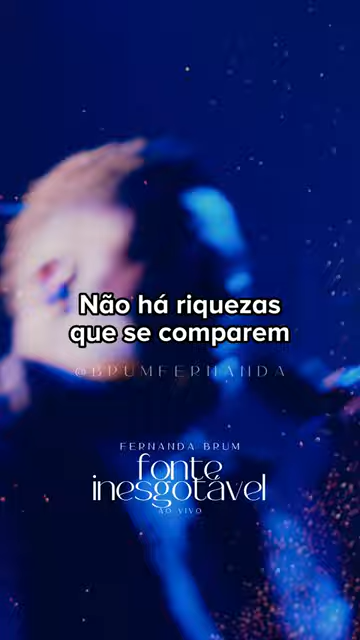 Não há riquezas
que se comparem
@BRUMFERNANDA
FERNANDA BRUM
fonte
inesgotável
AO VIVO